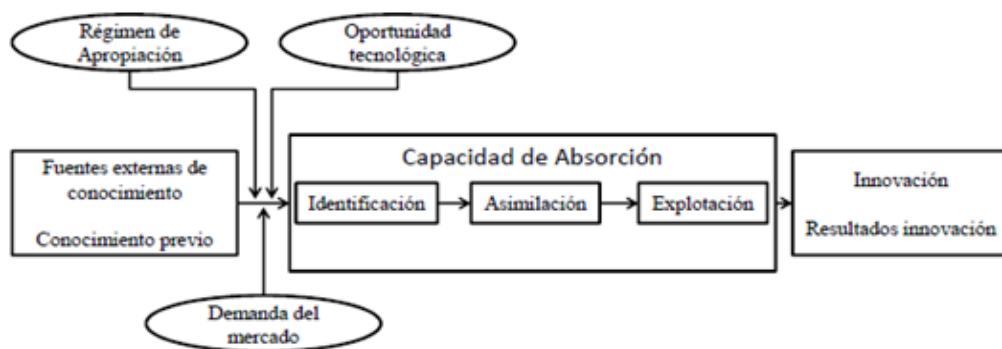 Régimen de
Apropiación
Oportunidad
tecnológica
Fuentes externas de
conocimiento
Conocimiento previo
Capacidad de Absorción
Identificación
Asimilación
Explotación
Innovación
Resultados innovación
Demanda del
mercado